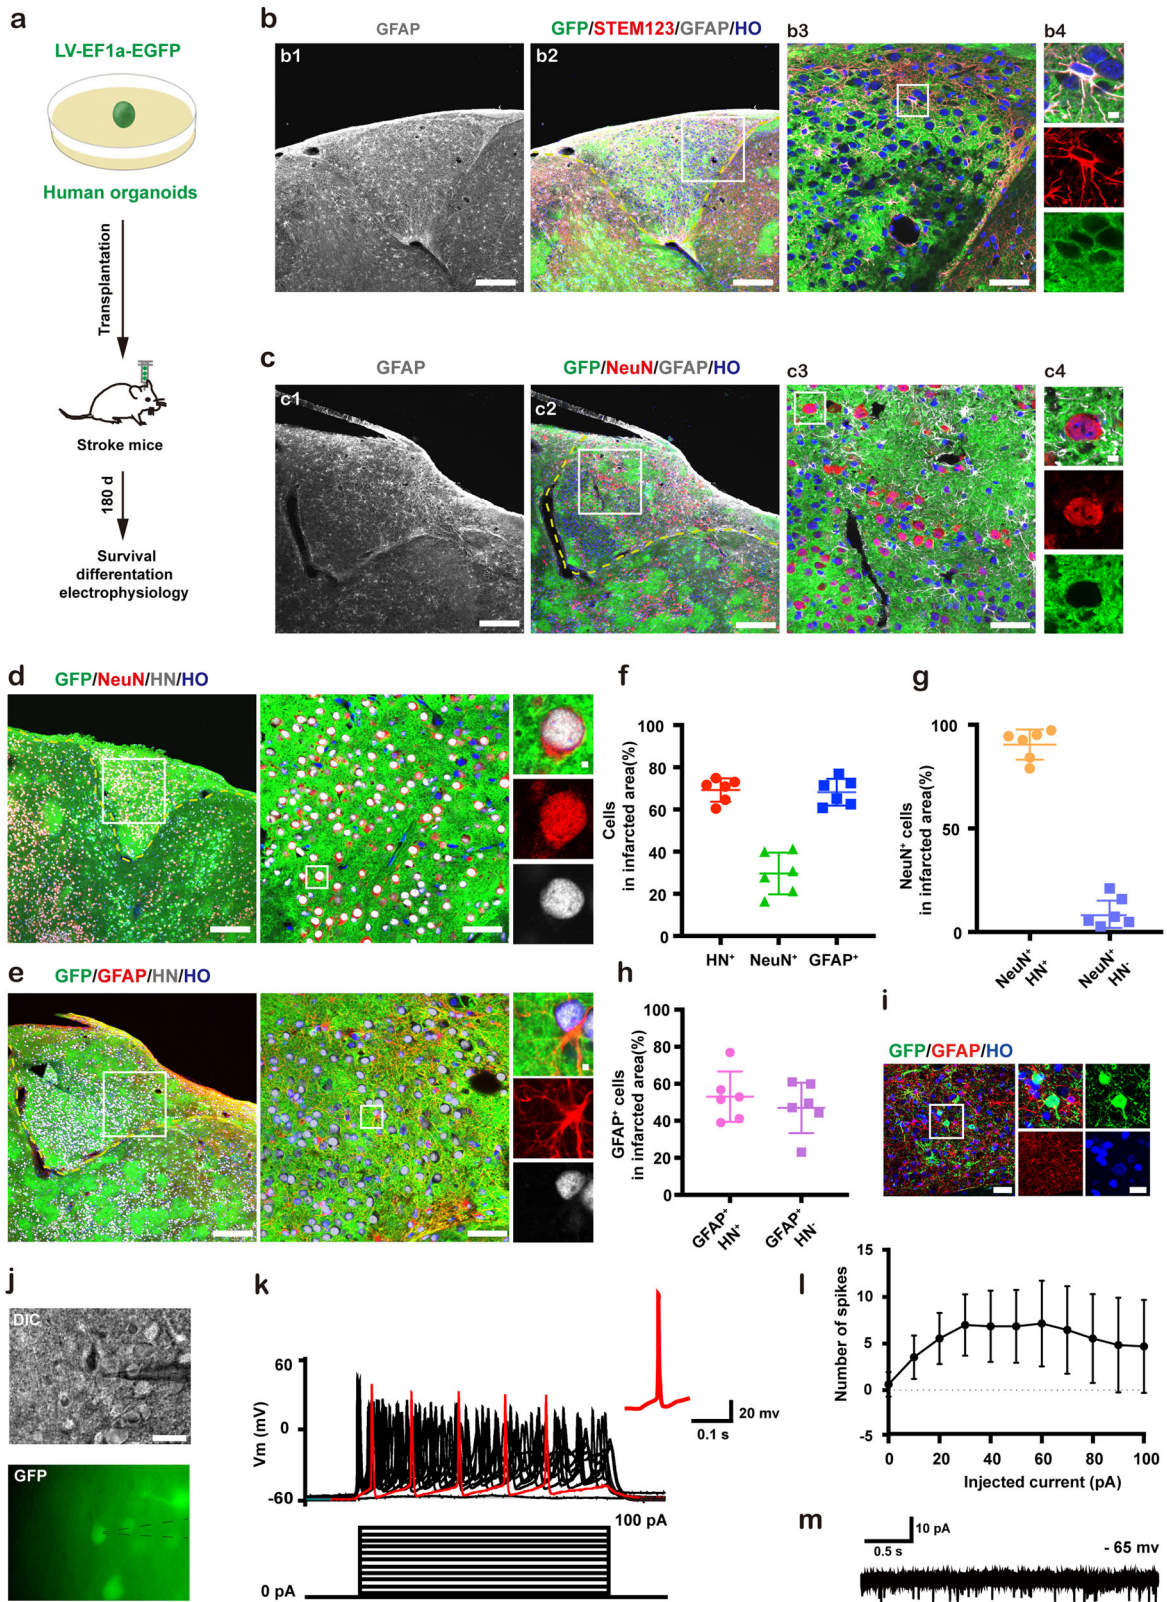 a
LV-EF1a-EGFP
Human organoids
Transplantation
Stroke mice
180 d
Survival
differentation
electrophysiology
b
GFAP
GFP/STEM123/GFAP/HO
b1
b2
b3
b4
c
GFAP
GFP/NeuN/GFAP/HO
c1
c2
c3
c4
d
GFP/NeuN/HN/HO
e
GFP/GFAP/HN/HO
f
Cells
in infarcted area(%)
100
80
60
40
20
0
HN⁺
NeuN⁺
GFAP⁺
g
NeuN⁺ cells
in infarcted area(%)
100
50
0
NeuN⁺
HN⁺
NeuN⁺
HN⁻
h
GFAP⁺ cells
in infarcted area(%)
100
80
60
40
20
0
GFAP⁺
HN⁺
GFAP⁺
HN⁻
i
GFP/GFAP/HO
j
DIC
GFP
k
Vm (mV)
60
0
-60
20 mv
0.1 s
100 pA
0 pA
l
Number of spikes
15
10
5
0
-5
0
20
40
60
80
100
Injected current (pA)
m
10 pA
0.5 s
- 65 mv